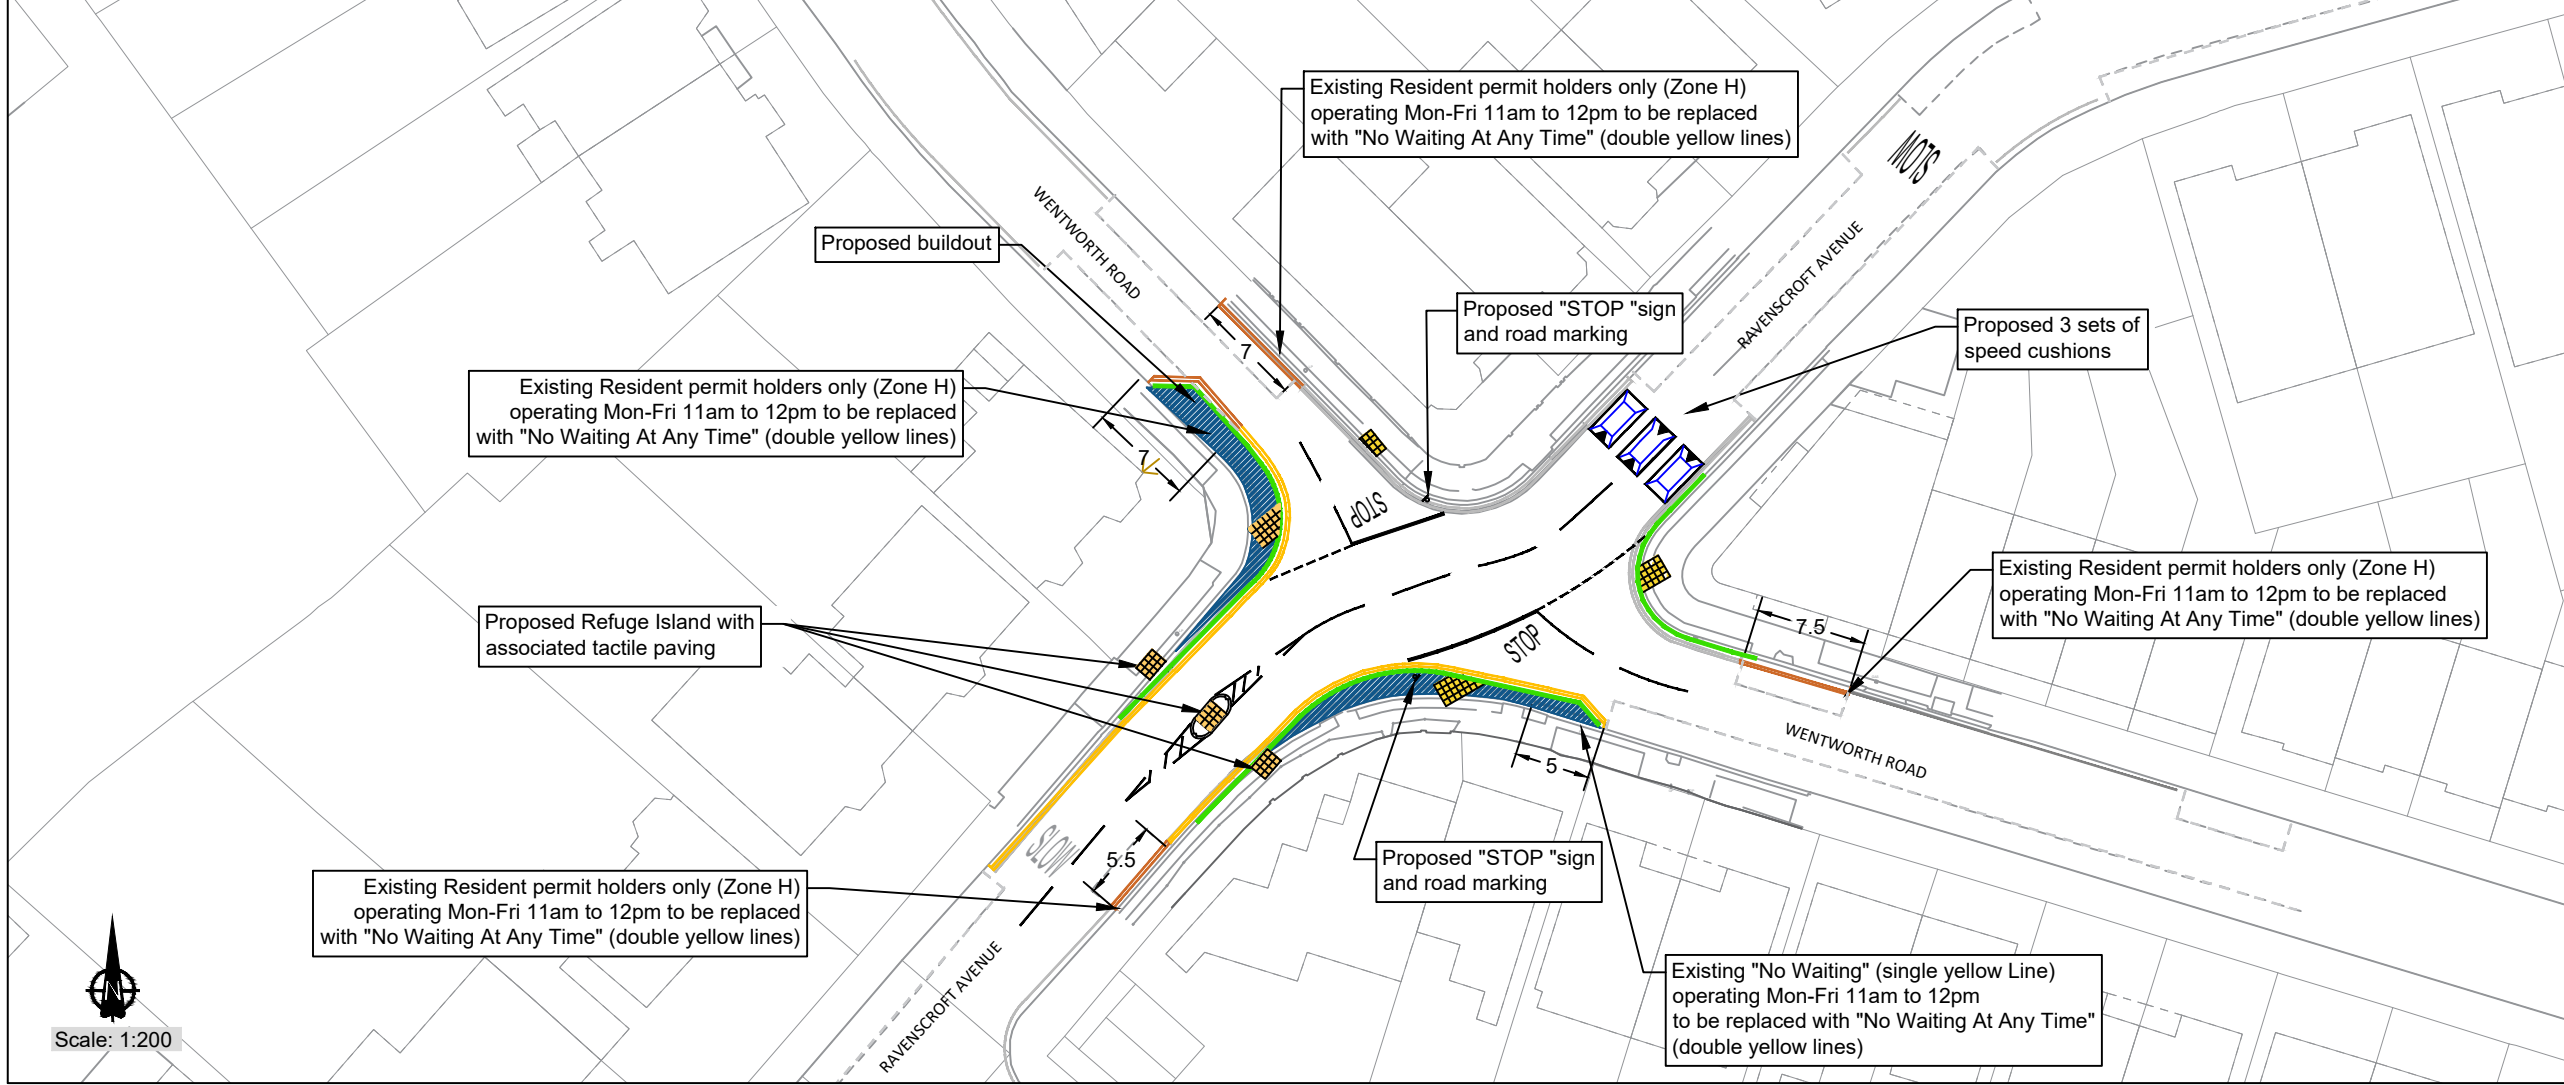 Existing Resident permit holders only (Zone H)
operating Mon-Fri 11am to 12pm to be replaced
with "No Waiting At Any Time" (double yellow lines)
SLOW
WENTWORTH ROAD
Proposed buildout
RAVENSCROFT AVENUE
Proposed "STOP "sign
and road marking
Proposed 3 sets of
speed cushions
7
Existing Resident permit holders only (Zone H)
operating Mon-Fri 11am to 12pm to be replaced
with "No Waiting At Any Time" (double yellow lines)
7
STOP
Existing Resident permit holders only (Zone H)
operating Mon-Fri 11am to 12pm to be replaced
with "No Waiting At Any Time" (double yellow lines)
7.5
Proposed Refuge Island with
associated tactile paving
STOP
WENTWORTH ROAD
5
SLOW
5.5
Proposed "STOP "sign
and road marking
Existing Resident permit holders only (Zone H)
operating Mon-Fri 11am to 12pm to be replaced
with "No Waiting At Any Time" (double yellow lines)
RAVENSCROFT AVENUE
Existing "No Waiting" (single yellow Line)
operating Mon-Fri 11am to 12pm
to be replaced with "No Waiting At Any Time"
(double yellow lines)
N
Scale: 1:200